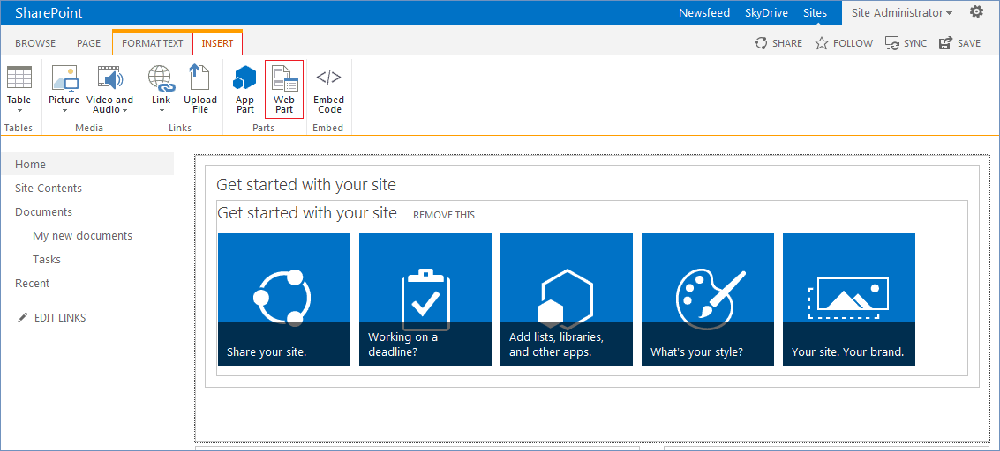 SharePoint
Newsfeed SkyDrive Sites Site Administrator
BROWSE PAGE FORMAT TEXT INSERT
SHARE FOLLOW SYNC SAVE
Table Picture Video and Link Upload App Web Embed
Audio File Part Part Code
Tables Media Links Parts Embed
Home
Site Contents
Documents
My new documents
Tasks
Recent
EDIT LINKS
Get started with your site
Get started with your site REMOVE THIS
Share your site.
Working on a
deadline?
Add lists, libraries,
and other apps.
What's your style?
Your site. Your brand.